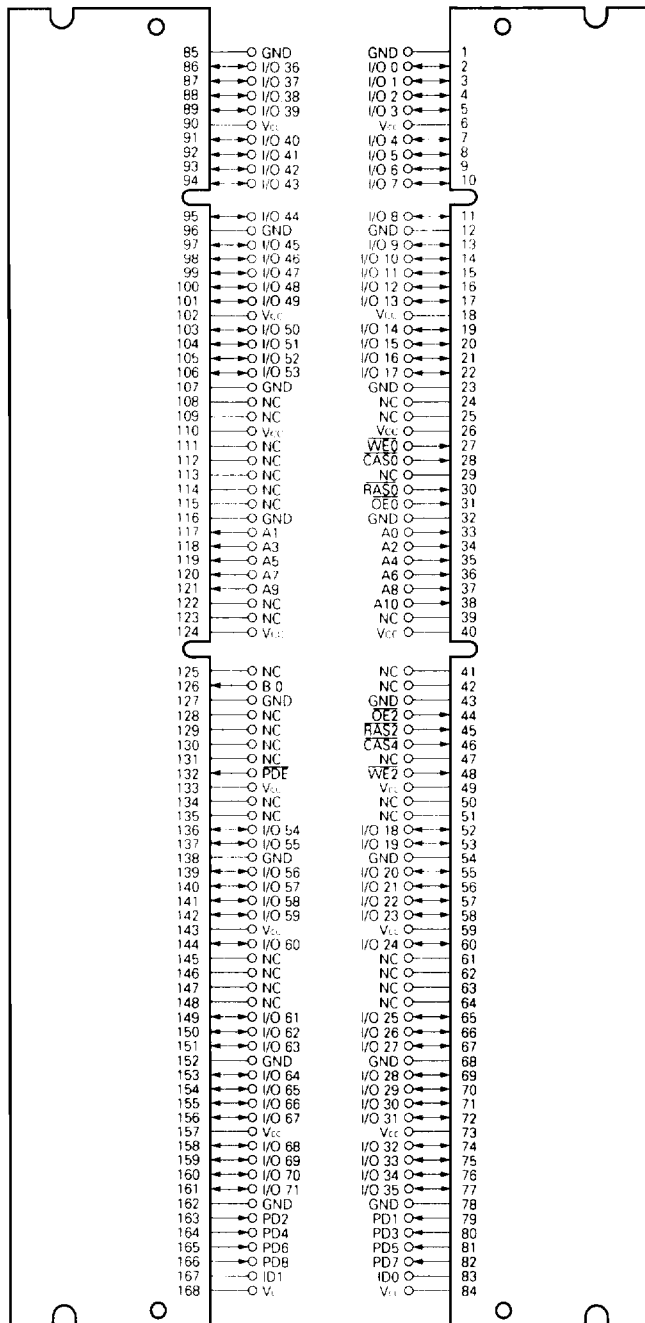 85 GND GND 1
86 I/O 36 I/O 0 2
87 I/O 37 I/O 1 3
88 I/O 38 I/O 2 4
89 I/O 39 I/O 3 5
90 Vcc Vcc 6
91 I/O 40 I/O 4 7
92 I/O 41 I/O 5 8
93 I/O 42 I/O 6 9
94 I/O 43 I/O 7 10
95 I/O 44 I/O 8 11
96 GND GND 12
97 I/O 45 I/O 9 13
98 I/O 46 I/O 10 14
99 I/O 47 I/O 11 15
100 I/O 48 I/O 12 16
101 I/O 49 I/O 13 17
102 Vcc Vcc 18
103 I/O 50 I/O 14 19
104 I/O 51 I/O 15 20
105 I/O 52 I/O 16 21
106 I/O 53 I/O 17 22
107 GND GND 23
108 NC NC 24
109 NC NC 25
110 Vcc Vcc 26
111 NC W̅E̅0̅ 27
112 NC C̅A̅S̅0̅ 28
113 NC NC 29
114 NC R̅A̅S̅0̅ 30
115 NC O̅E̅0̅ 31
116 GND GND 32
117 A1 A0 33
118 A3 A2 34
119 A5 A4 35
120 A7 A6 36
121 A9 A8 37
122 NC A10 38
123 NC NC 39
124 Vcc Vcc 40
125 NC NC 41
126 B 0 NC 42
127 GND GND 43
128 NC O̅E̅2̅ 44
129 NC R̅A̅S̅2̅ 45
130 NC C̅A̅S̅4̅ 46
131 NC NC 47
132 P̅D̅E̅ W̅E̅2̅ 48
133 Vcc Vcc 49
134 NC NC 50
135 NC NC 51
136 I/O 54 I/O 18 52
137 I/O 55 I/O 19 53
138 GND GND 54
139 I/O 56 I/O 20 55
140 I/O 57 I/O 21 56
141 I/O 58 I/O 22 57
142 I/O 59 I/O 23 58
143 Vcc Vcc 59
144 I/O 60 I/O 24 60
145 NC NC 61
146 NC NC 62
147 NC NC 63
148 NC NC 64
149 I/O 61 I/O 25 65
150 I/O 62 I/O 26 66
151 I/O 63 I/O 27 67
152 GND GND 68
153 I/O 64 I/O 28 69
154 I/O 65 I/O 29 70
155 I/O 66 I/O 30 71
156 I/O 67 I/O 31 72
157 Vcc Vcc 73
158 I/O 68 I/O 32 74
159 I/O 69 I/O 33 75
160 I/O 70 I/O 34 76
161 I/O 71 I/O 35 77
162 GND GND 78
163 PD2 PD1 79
164 PD4 PD3 80
165 PD6 PD5 81
166 PD8 PD7 82
167 ID1 ID0 83
168 Vcc Vcc 84